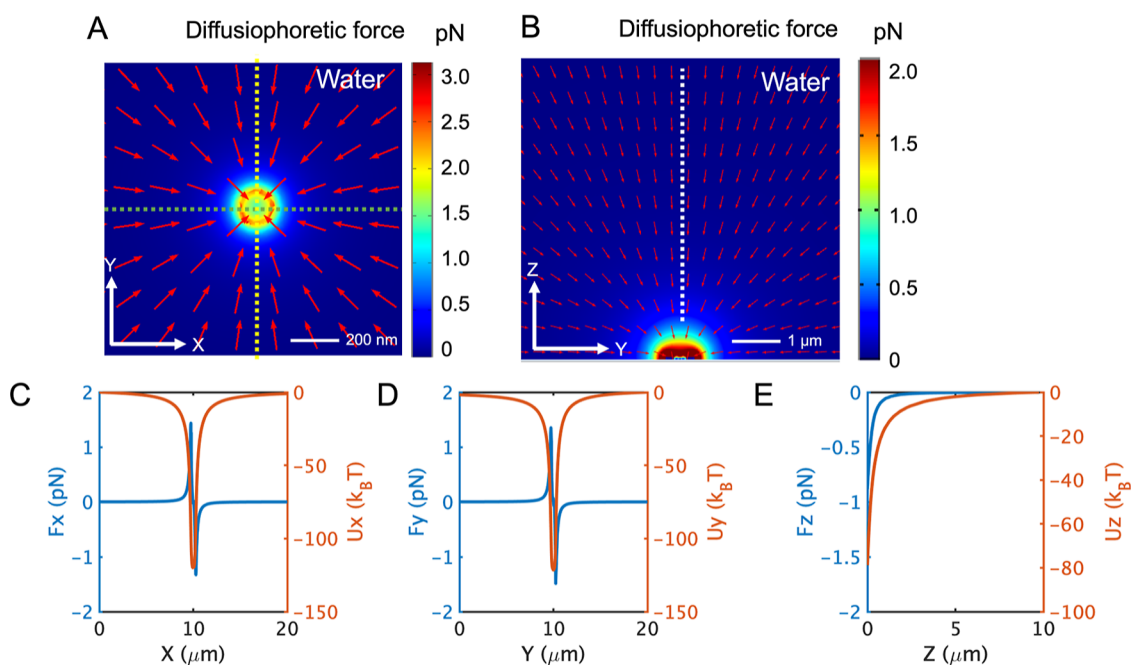 A
Diffusiophoretic force
pN
Water
3.0
2.5
2.0
1.5
1.0
0.5
0
Y
X
200 nm
B
Diffusiophoretic force
pN
Water
2.0
1.5
1.0
0.5
0
Z
Y
1 μm
C
2
1
0
−1
−2
Fx (pN)
0
−50
−100
−150
Ux (kBT)
0
10
20
X (μm)
D
2
1
0
−1
−2
Fy (pN)
0
−50
−100
−150
Uy (kBT)
0
10
20
Y (μm)
E
0
−0.5
−1
−1.5
−2
Fz (pN)
0
−20
−40
−60
−80
−100
Uz (kBT)
0
5
10
Z (μm)